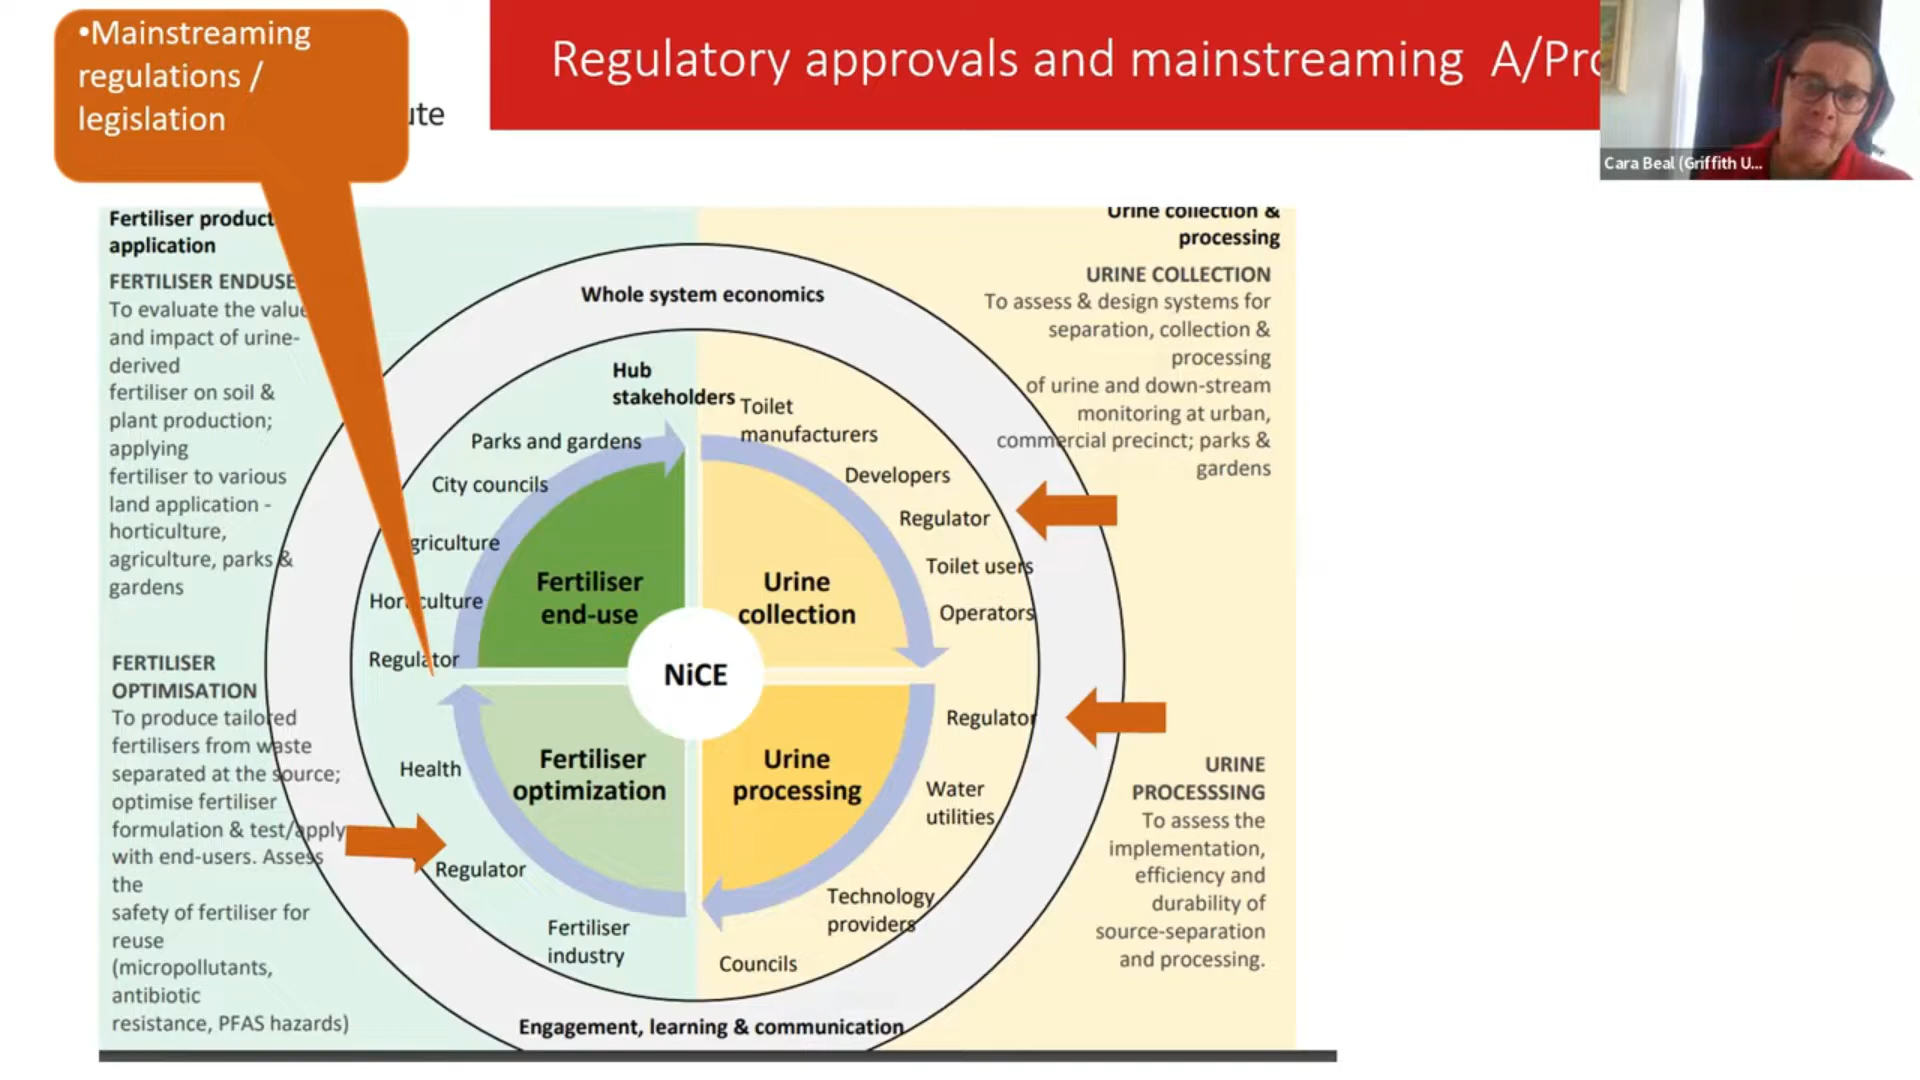 •Mainstreaming
regulations /
legislation
Regulatory approvals and mainstreaming A/Pro
Cara Beal (Griffith U...
Fertiliser product
application
FERTILISER ENDUSE
To evaluate the value
and impact of urine-
derived
fertiliser on soil &
plant production;
applying
fertiliser to various
land application -
horticulture,
agriculture, parks &
gardens
FERTILISER
OPTIMISATION
To produce tailored
fertilisers from waste
separated at the source;
optimise fertiliser
formulation & test/apply
with end-users. Assess
the
safety of fertiliser for
reuse
(micropollutants,
antibiotic
resistance, PFAS hazards)
Whole system economics
Hub
stakeholders
Toilet
manufacturers
Developers
Regulator
Toilet users
Operators
Regulator
Water
utilities
Technology
providers
Councils
Fertiliser
industry
Regulator
Health
Regulator
Horticulture
griculture
City councils
Parks and gardens
Fertiliser
end-use
Urine
collection
NiCE
Fertiliser
optimization
Urine
processing
Engagement, learning & communication
Urine collection &
processing
URINE COLLECTION
To assess & design systems for
separation, collection &
processing
of urine and down-stream
monitoring at urban,
commercial precinct; parks &
gardens
URINE
PROCESSSING
To assess the
implementation,
efficiency and
durability of
source-separation
and processing.